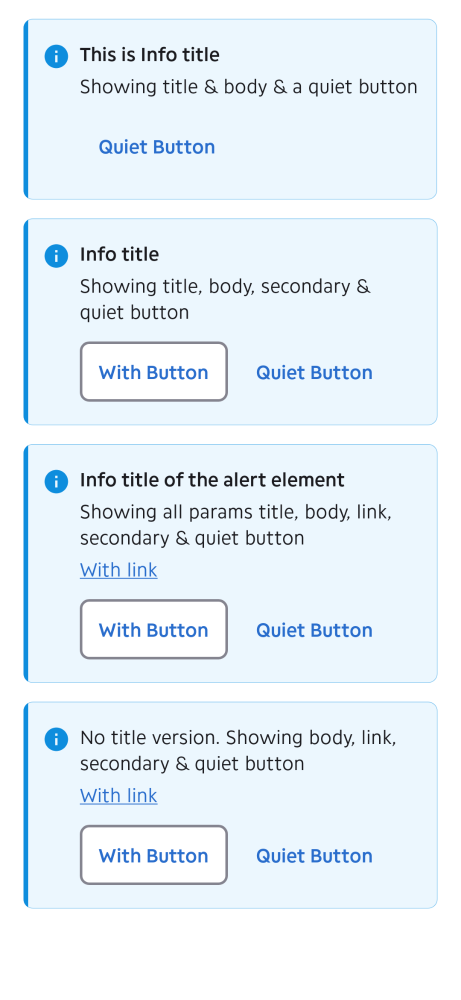 This is Info title
Showing title & body & a quiet button
Quiet Button
Info title
Showing title, body, secondary &
quiet button
With Button
Quiet Button
Info title of the alert element
Showing all params title, body, link,
secondary & quiet button
With link
With Button
Quiet Button
No title version. Showing body, link,
secondary & quiet button
With link
With Button
Quiet Button